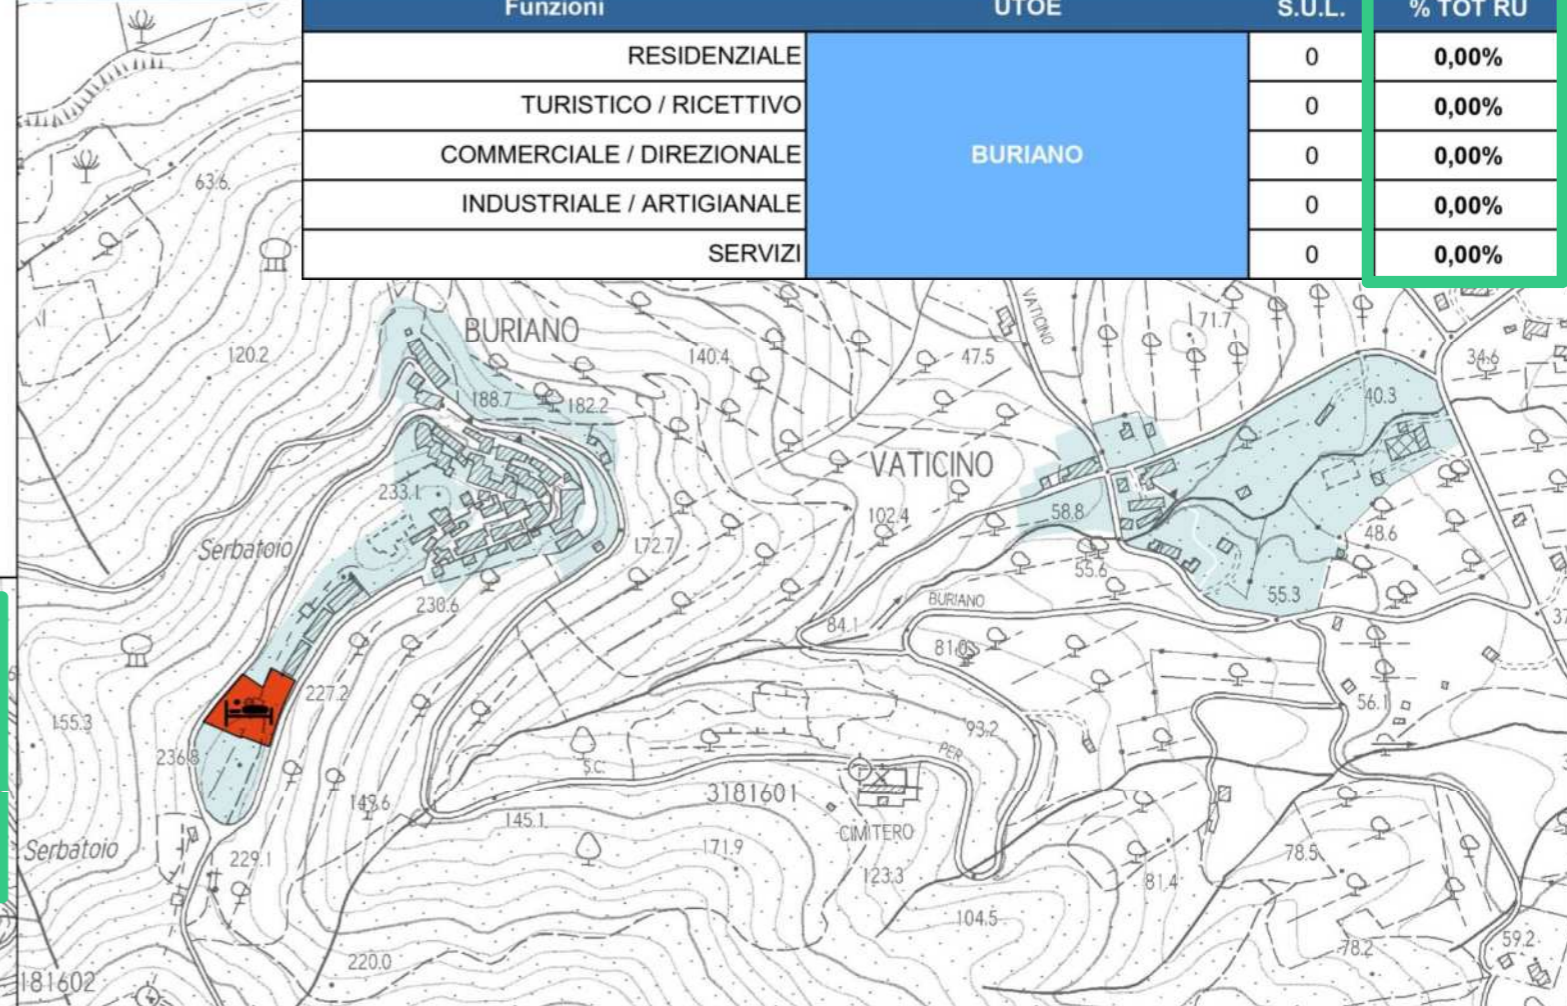 Funzioni UTOE S.U.L. % TOT RU
RESIDENZIALE 0 0,00%
TURISTICO / RICETTIVO 0 0,00%
COMMERCIALE / DIREZIONALE BURIANO 0 0,00%
INDUSTRIALE / ARTIGIANALE 0 0,00%
SERVIZI 0 0,00%
63.6
VATICINO
71.7
BURIANO
120.2
140.4
47.5
34.6
188.7
182.2
40.3
VATICINO
233.1
102.4
58.8
48.6
Serbatoio
172.7
55.6
230.6
BURIANO
55.3
84.1
81.0
227.2
56.1
155.3
93.2
236.8
PER
S.C.
3181601
149.6
145.1
CIMITERO
Serbatoio
229.1
171.9
78.5
123.3
81.4
104.5
78.2
59.2
220.0
181602